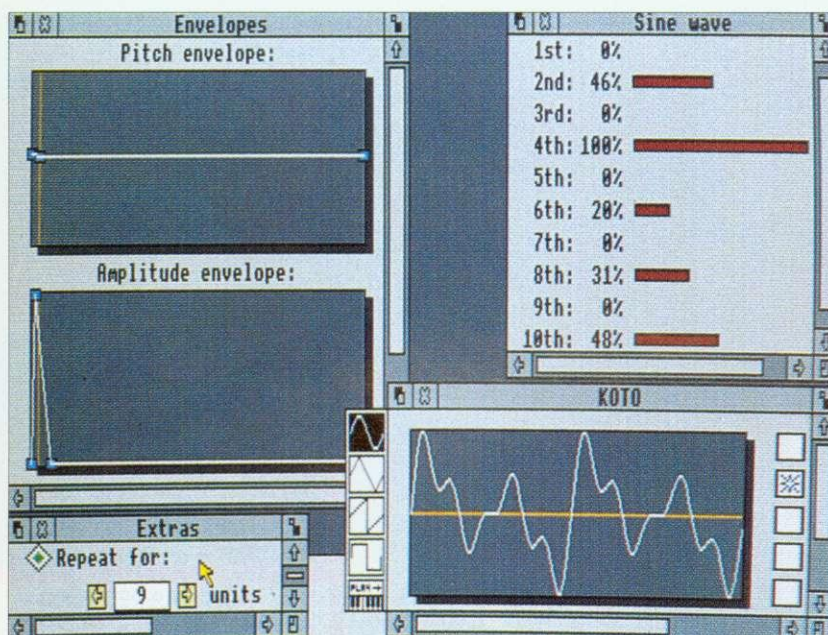 Envelopes
Pitch envelope:
Amplitude envelope:
Extras
Repeat for:
9 units
Sine wave
1st: 0%
2nd: 46%
3rd: 0%
4th: 100%
5th: 0%
6th: 20%
7th: 0%
8th: 31%
9th: 0%
10th: 48%
KOTO
PLAY